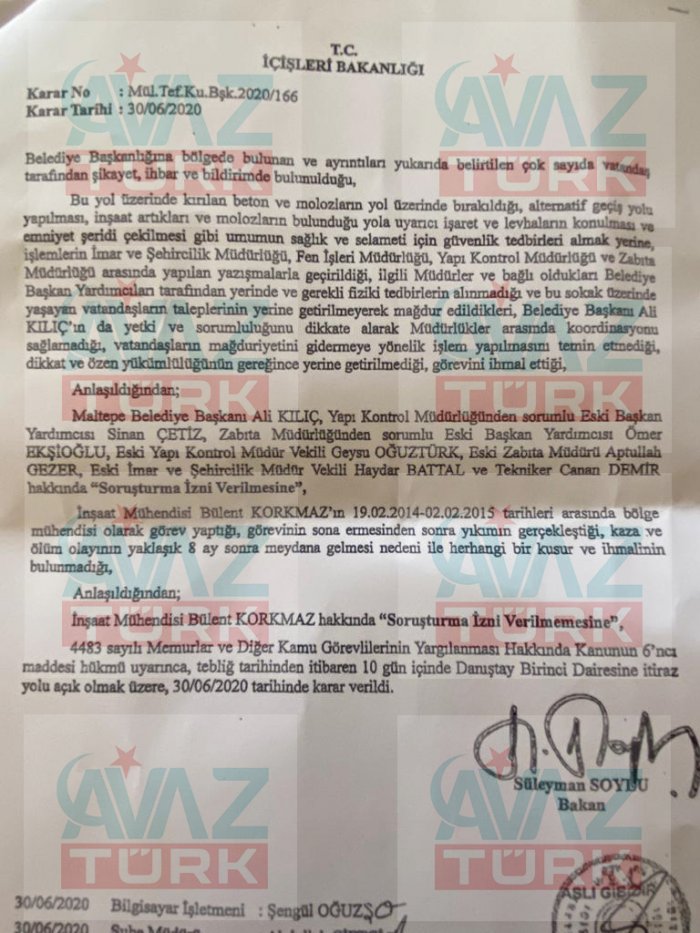 T.C.
İÇİŞLERİ BAKANLIĞI
Karar No : Mül.Tef.Ku.Bşk.2020/166
Karar Tarihi : 30/06/2020
Belediye Başkanlığına bölgede bulunan ve ayrıntıları yukarıda belirtilen çok sayıda vatandaş
tarafından şikayet, ihbar ve bildirimde bulunulduğu,
Bu yol üzerinde kırılan beton ve molozların yol üzerinde bırakıldığı, alternatif geçiş yolu
yapılması, inşaat artıkları ve molozların bulunduğu yola uyarıcı işaret ve levhaların konulması ve
emniyet şeridi çekilmesi gibi umumun sağlık ve selameti için güvenlik tedbirleri almak yerine,
işlemlerin İmar ve Şehircilik Müdürlüğü, Fen İşleri Müdürlüğü, Yapı Kontrol Müdürlüğü ve Zabıta
Müdürlüğü arasında yapılan yazışmalarla geçirildiği, ilgili Müdürler ve bağlı oldukları Belediye
Başkan Yardımcıları tarafından yerinde ve gerekli fiziki tedbirlerin alınmadığı ve bu sokak üzerinde
yaşayan vatandaşların taleplerinin yerine getirilmeyerek mağdur edildikleri, Belediye Başkanı Ali
KILIÇ'ın da yetki ve sorumluluğunu dikkate alarak Müdürlükler arasında koordinasyonu
sağlamadığı, vatandaşların mağduriyetini gidermeye yönelik işlem yapılmasını temin etmediği,
dikkat ve özen yükümlülüğünün gereğince yerine getirilmediği, görevini ihmal ettiği,
Anlaşıldığından;
Maltepe Belediye Başkanı Ali KILIÇ, Yapı Kontrol Müdürlüğünden sorumlu Eski Başkan
Yardımcısı Sinan ÇETİZ, Zabıta Müdürlüğünden sorumlu Eski Başkan Yardımcısı Ömer
EKŞİOĞLU, Eski Yapı Kontrol Müdür Vekili Geysu OĞUZTÜRK, Eski Zabıta Müdürü Aptullah
GEZER, Eski İmar ve Şehircilik Müdür Vekili Haydar BATTAL ve Tekniker Canan DEMİR
hakkında “Soruşturma İzni Verilmesine”,
İnşaat Mühendisi Bülent KORKMAZ'ın 19.02.2014-02.02.2015 tarihleri arasında bölge
mühendisi olarak görev yaptığı, görevinin sona ermesinden sonra yıkımın gerçekleştiği, kaza ve
ölüm olayının yaklaşık 8 ay sonra meydana gelmesi nedeni ile herhangi bir kusur ve ihmalinin
bulunmadığı,
Anlaşıldığından;
İnşaat Mühendisi Bülent KORKMAZ hakkında “Soruşturma İzni Verilmemesine”,
4483 sayılı Memurlar ve Diğer Kamu Görevlilerinin Yargılanması Hakkında Kanunun 6'ncı
maddesi hükmü uyarınca, tebliğ tarihinden itibaren 10 gün içinde Danıştay Birinci Dairesine itiraz
yolu açık olmak üzere, 30/06/2020 tarihinde karar verildi.
Süleyman SOYLU
Bakan
T.C.
ASLI GİBİDİR
30/06/2020 Bilgisayar İşletmeni : Şengül OĞUZ
30/06/2020 Şube Müdürü
AVAZ
TÜRK
AVAZ
TÜRK
AVAZ
TÜRK
AVAZ
TÜRK
AVAZ
TÜRK
AVAZ
TÜRK
AVAZ
TÜRK
AVAZ
TÜRK